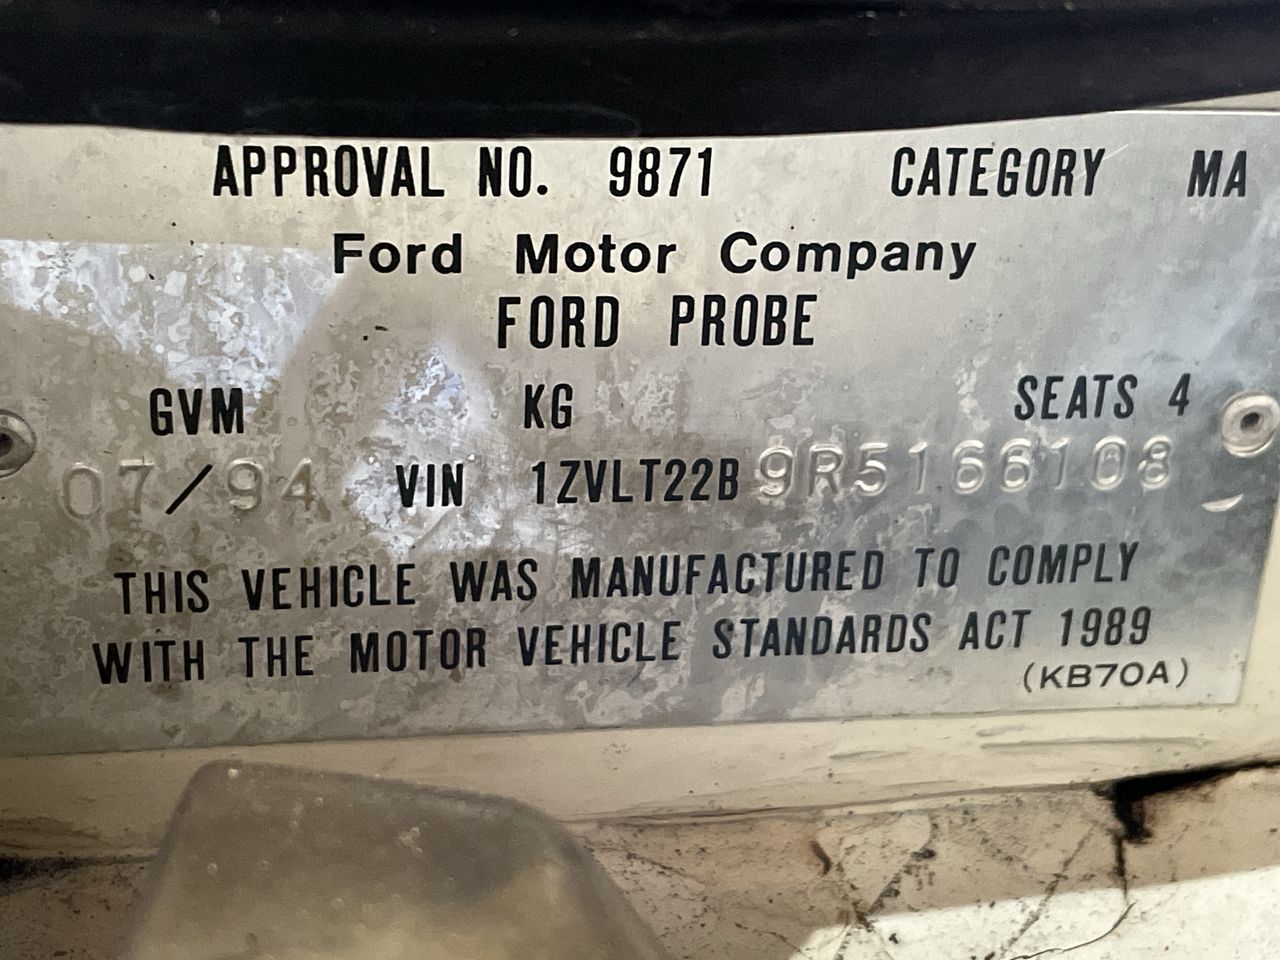 APPROVAL NO. 9871 CATEGORY MA
Ford Motor Company
FORD PROBE
GVM KG SEATS 4
07/94 VIN 1ZVLT22B9R5166108
THIS VEHICLE WAS MANUFACTURED TO COMPLY
WITH THE MOTOR VEHICLE STANDARDS ACT 1989
(KB70A)